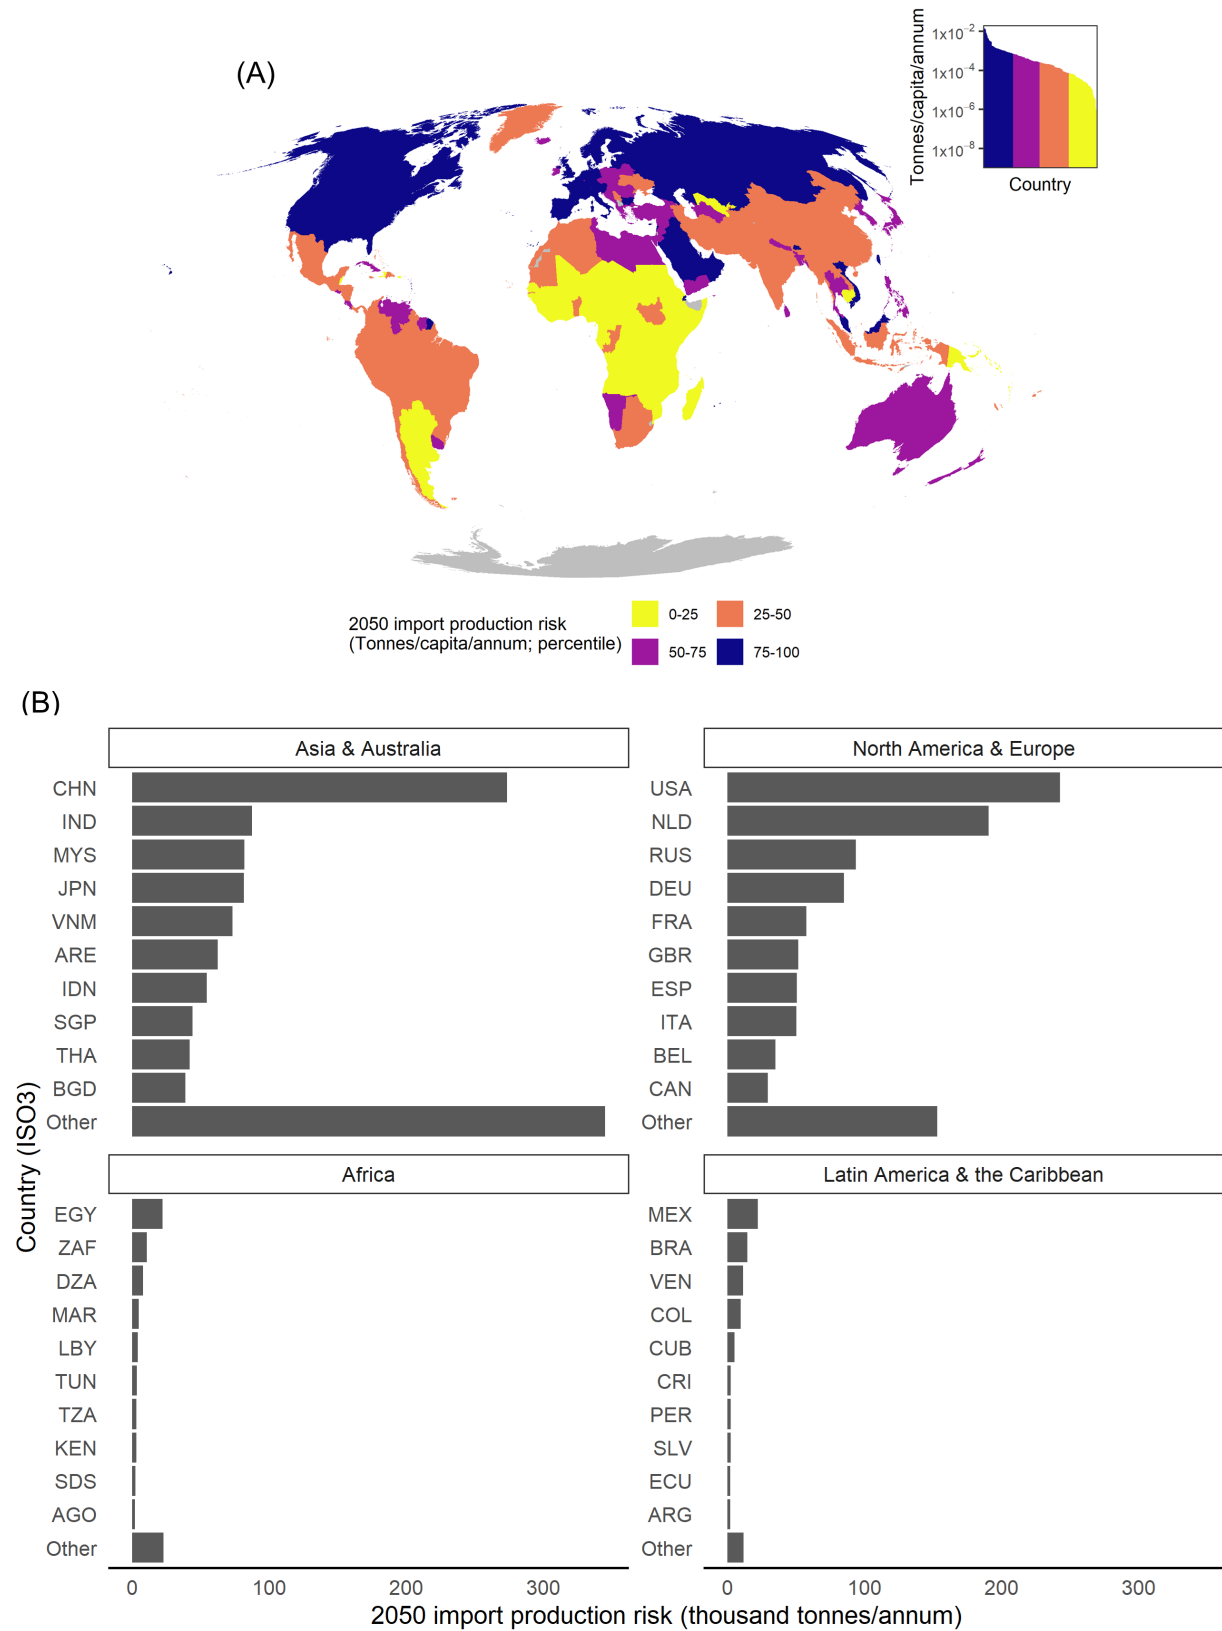 (A)
Tonnes/capita/annum
1x10⁻²
1x10⁻⁴
1x10⁻⁶
1x10⁻⁸
Country
2050 import production risk
(Tonnes/capita/annum; percentile)
0-25
25-50
50-75
75-100
(B)
Country (ISO3)
Asia & Australia
CHN
IND
MYS
JPN
VNM
ARE
IDN
SGP
THA
BGD
Other
North America & Europe
USA
NLD
RUS
DEU
FRA
GBR
ESP
ITA
BEL
CAN
Other
Africa
EGY
ZAF
DZA
MAR
LBY
TUN
TZA
KEN
SDS
AGO
Other
0 100 200 300
Latin America & the Caribbean
MEX
BRA
VEN
COL
CUB
CRI
PER
SLV
ECU
ARG
Other
0 100 200 300
2050 import production risk (thousand tonnes/annum)